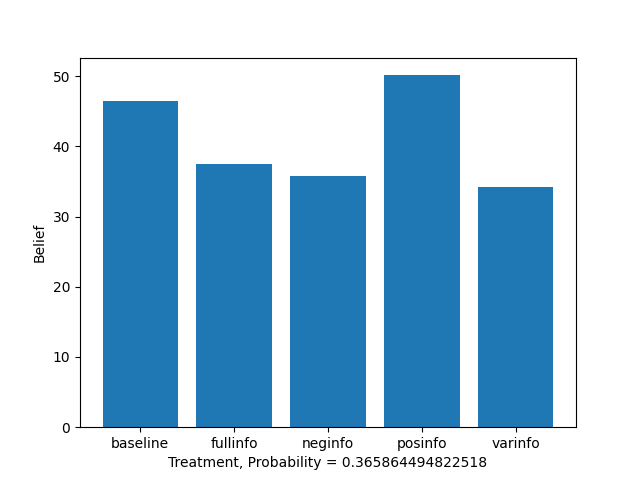 50
40
30
20
10
0
Belief
baseline fullinfo neginfo posinfo varinfo
Treatment, Probability = 0.365864494822518